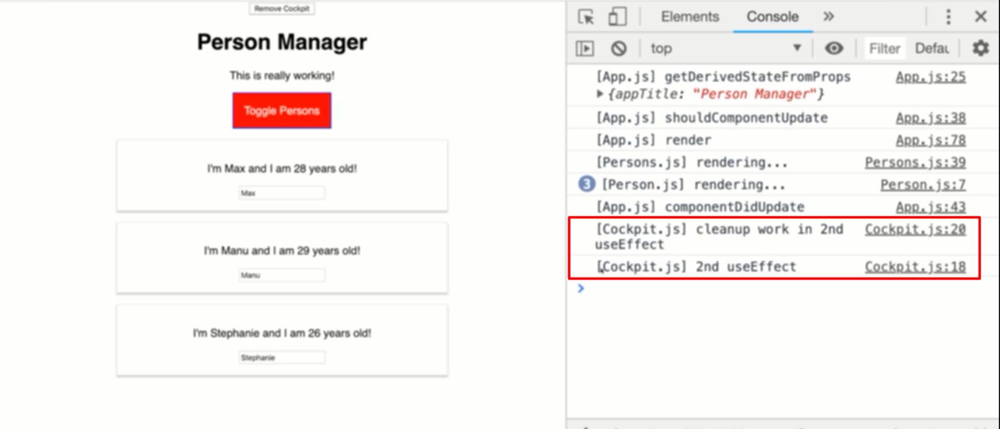 Remove Cockpit
Person Manager
This is really working!
Toggle Persons
I'm Max and I am 28 years old!
Max
I'm Manu and I am 29 years old!
Manu
I'm Stephanie and I am 26 years old!
Stephanie
Elements Console »
top Filter Defau
[App.js] getDerivedStateFromProps App.js:25
{appTitle: "Person Manager"}
[App.js] shouldComponentUpdate App.js:38
[App.js] render App.js:78
[Persons.js] rendering... Persons.js:39
3 [Person.js] rendering... Person.js:7
[App.js] componentDidUpdate App.js:43
[Cockpit.js] cleanup work in 2nd Cockpit.js:20
useEffect
[Cockpit.js] 2nd useEffect Cockpit.js:18